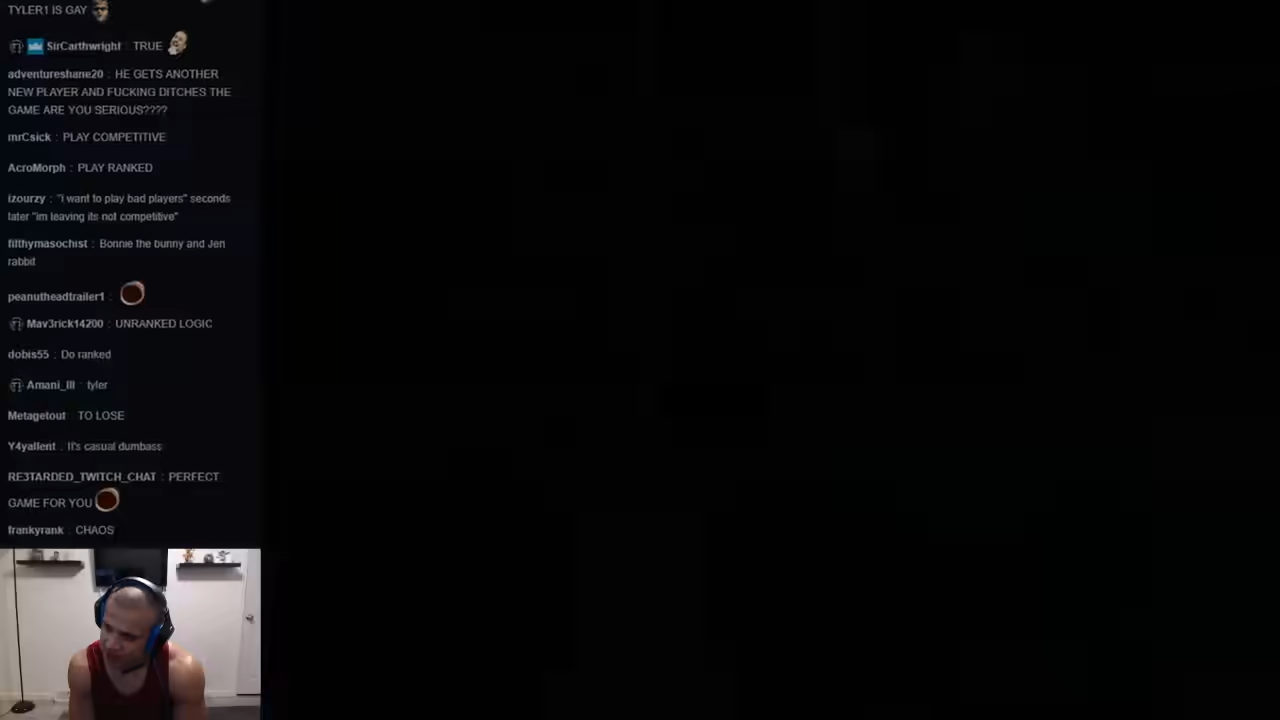 TYLER1 IS GAY
SirCarthwright : TRUE
adventureshane20 : HE GETS ANOTHER
NEW PLAYER AND FUCKING DITCHES THE
GAME ARE YOU SERIOUS????
mrCsick : PLAY COMPETITIVE
AcroMorph : PLAY RANKED
izourzy : "i want to play bad players" seconds
later "im leaving its not competitive"
filthymasochist : Bonnie the bunny and Jen
rabbit
peanutheadtrailer1 :
Mav3rick14200 : UNRANKED LOGIC
dobis55 : Do ranked
Amani_III : tyler
Metagetout : TO LOSE
Y4yallent : It's casual dumbass
RE3TARDED_TWITCH_CHAT : PERFECT
GAME FOR YOU
frankyrank : CHAOS